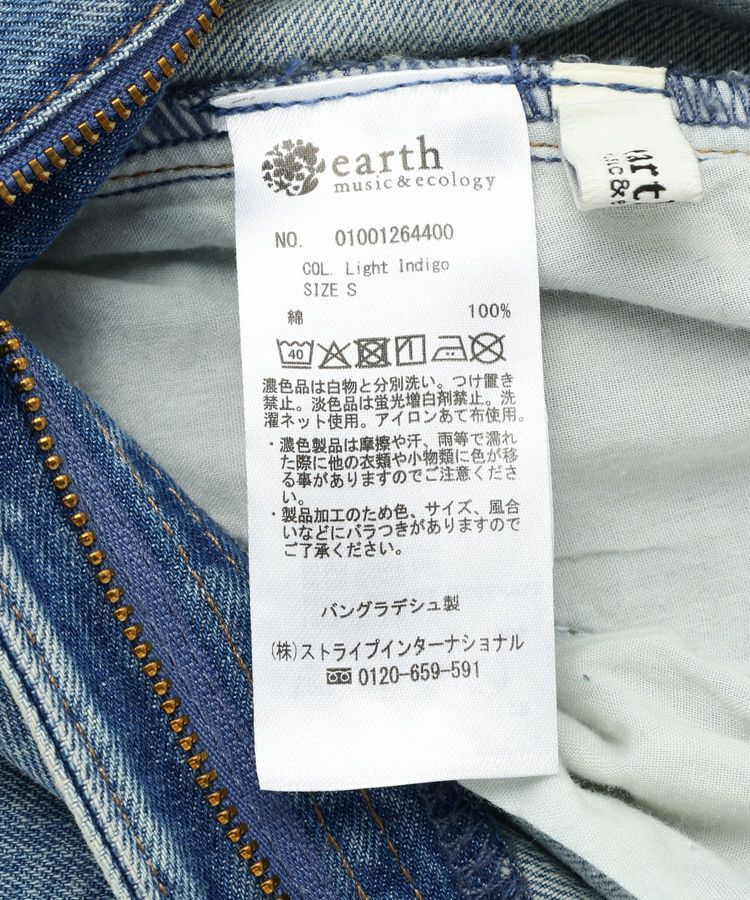 earth
music&ecology
NO. 01001264400
COL. Light Indigo
SIZE S
綿 100%
40
濃色品は白物と分別洗い。つけ置き
禁止。淡色品は蛍光増白剤禁止。洗
濯ネット使用。アイロンあて布使用。
・濃色製品は摩擦や汗、雨等で濡れ
た際に他の衣類や小物類に色が移
る事がありますのでご注意くださ
い。
・製品加工のため色、サイズ、風合
いなどにバラつきがありますので
ご了承ください。
バングラデシュ製
(株)ストライプインターナショナル
0120-659-591